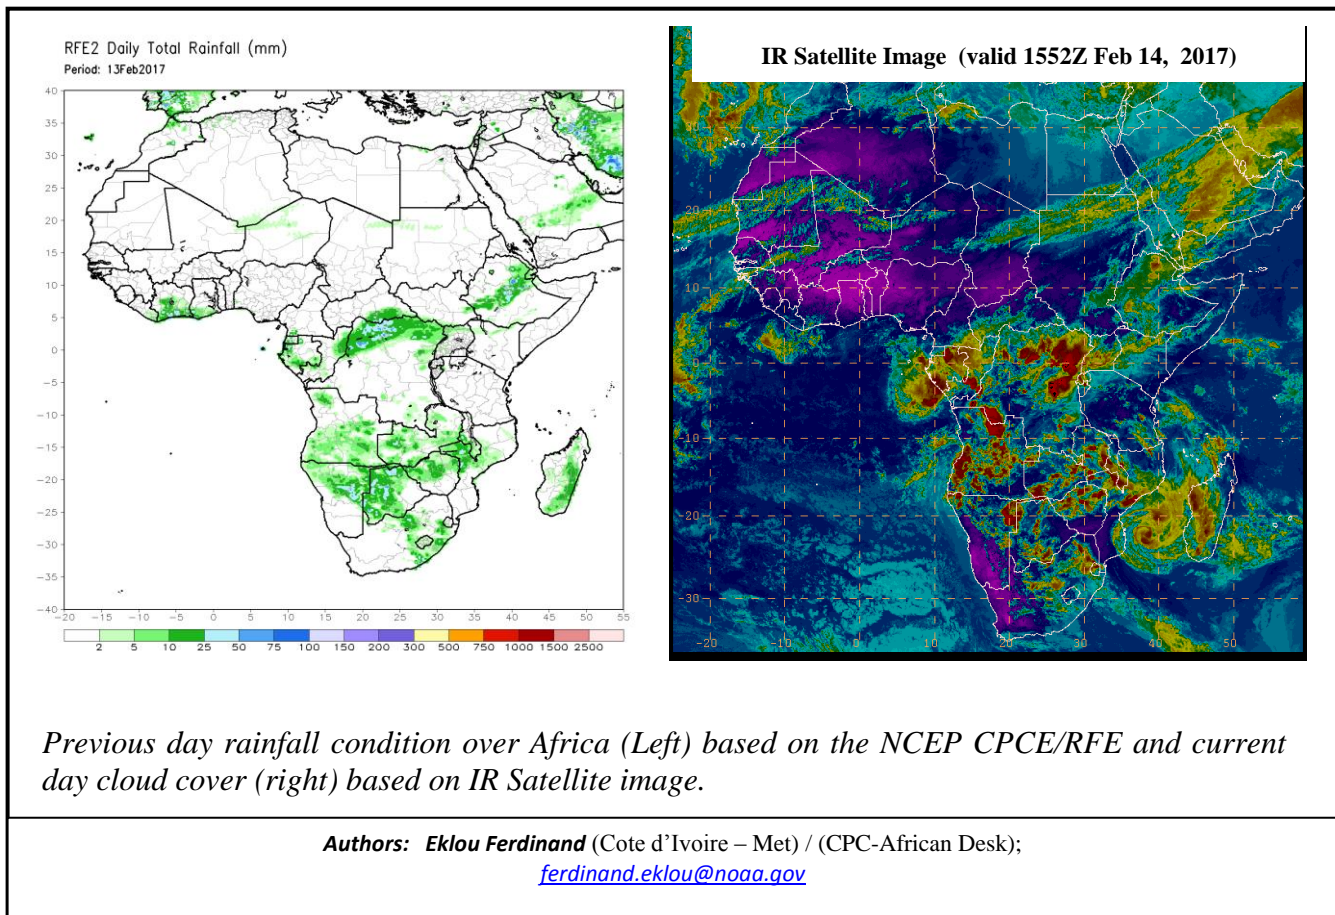 RFE2 Daily Total Rainfall (mm)
Period: 13Feb2017
40
35
30
25
20
15
10
5
0
−5
−10
−15
−20
−25
−30
−35
−40
−20 −15 −10 −5 0 5 10 15 20 25 30 35 40 45 50 55
2 5 10 25 50 75 100 150 200 300 500 750 1000 1500 2500
IR Satellite Image (valid 1552Z Feb 14, 2017)
10
0
-10
-20
-30
-20 -10 0 10 20 30 40 50
Previous day rainfall condition over Africa (Left) based on the NCEP CPCE/RFE and current
day cloud cover (right) based on IR Satellite image.
Authors: Eklou Ferdinand (Cote d’Ivoire – Met) / (CPC-African Desk);
ferdinand.eklou@noaa.gov